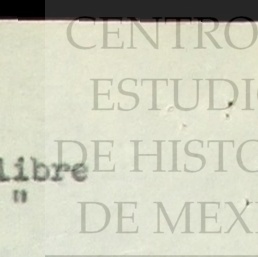 CENTRO
ESTUDI
DE HISTO
libre
"
DE MEX